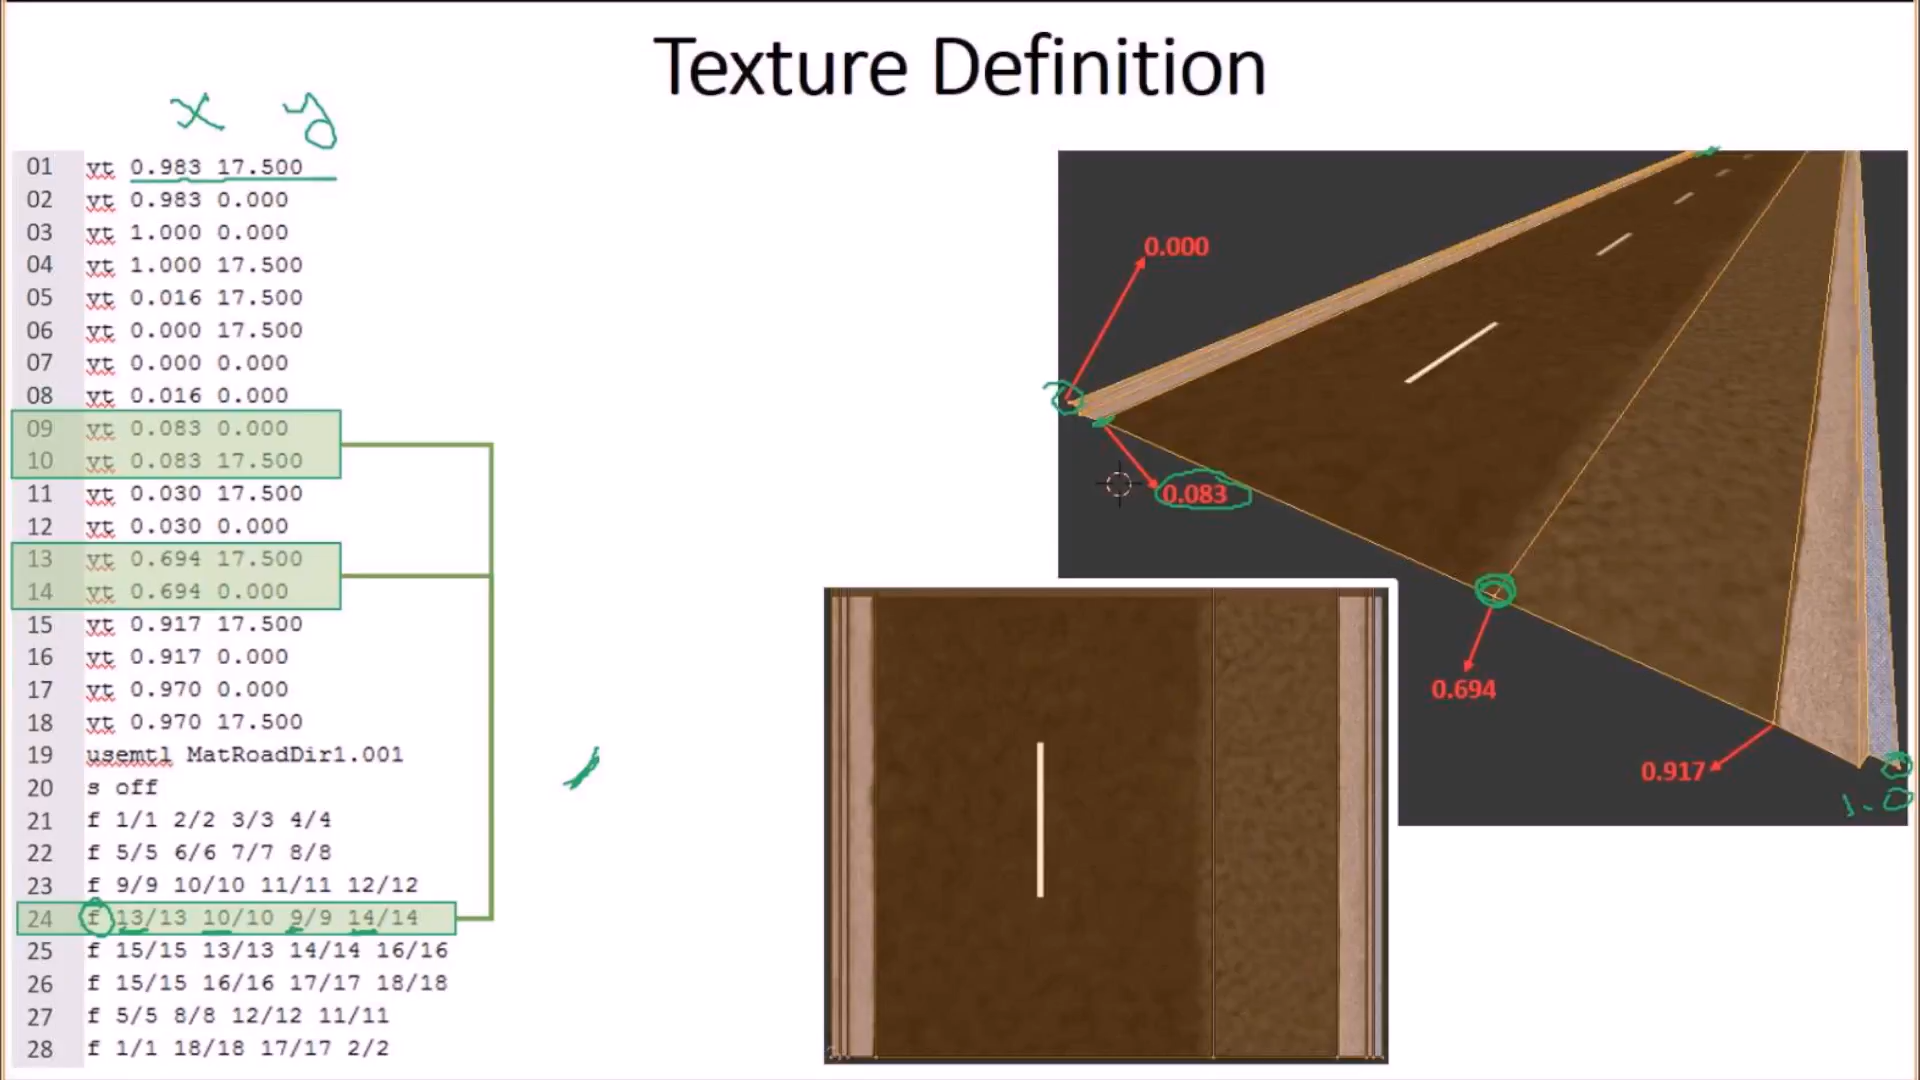 Texture Definition
x y
01 vt 0.983 17.500
02 vt 0.983 0.000
03 vt 1.000 0.000
04 vt 1.000 17.500
05 vt 0.016 17.500
06 vt 0.000 17.500
07 vt 0.000 0.000
08 vt 0.016 0.000
09 vt 0.083 0.000
10 vt 0.083 17.500
11 vt 0.030 17.500
12 vt 0.030 0.000
13 vt 0.694 17.500
14 vt 0.694 0.000
15 vt 0.917 17.500
16 vt 0.917 0.000
17 vt 0.970 0.000
18 vt 0.970 17.500
19 usemtl MatRoadDir1.001
20 s off
21 f 1/1 2/2 3/3 4/4
22 f 5/5 6/6 7/7 8/8
23 f 9/9 10/10 11/11 12/12
24 f 13/13 10/10 9/9 14/14
25 f 15/15 13/13 14/14 16/16
26 f 15/15 16/16 17/17 18/18
27 f 5/5 8/8 12/12 11/11
28 f 1/1 18/18 17/17 2/2
0.000
0.083
0.694
0.917
1.0